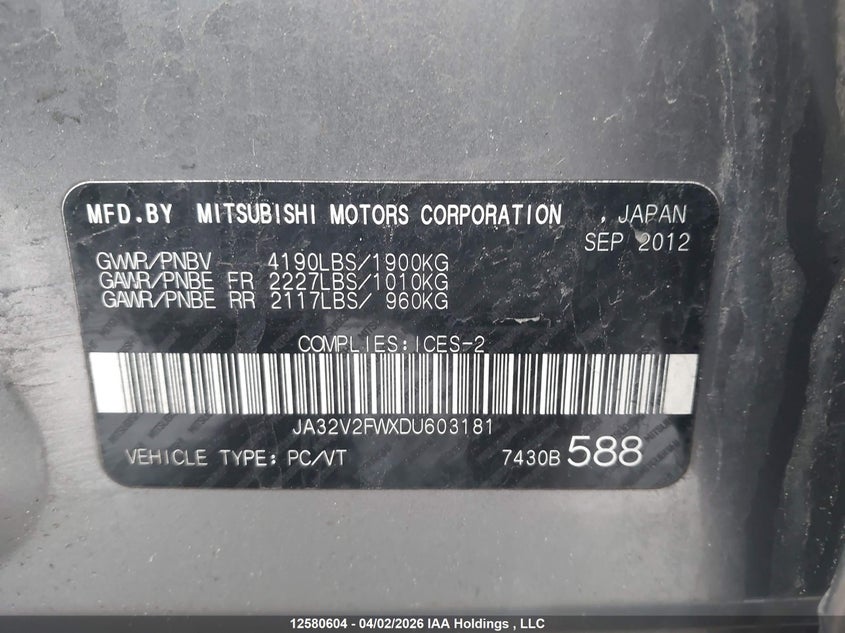 MFD.BY MITSUBISHI MOTORS CORPORATION , JAPAN
SEP 2012
GVWR/PNBV 4190LBS/1900KG
GAWR/PNBE FR 2227LBS/1010KG
GAWR/PNBE RR 2117LBS/ 960KG
COMPLIES:ICES-2
JA32V2FWXDU603181
VEHICLE TYPE: PC/VT 7430B 588
12580604 - 04/02/2026 IAA Holdings , LLC